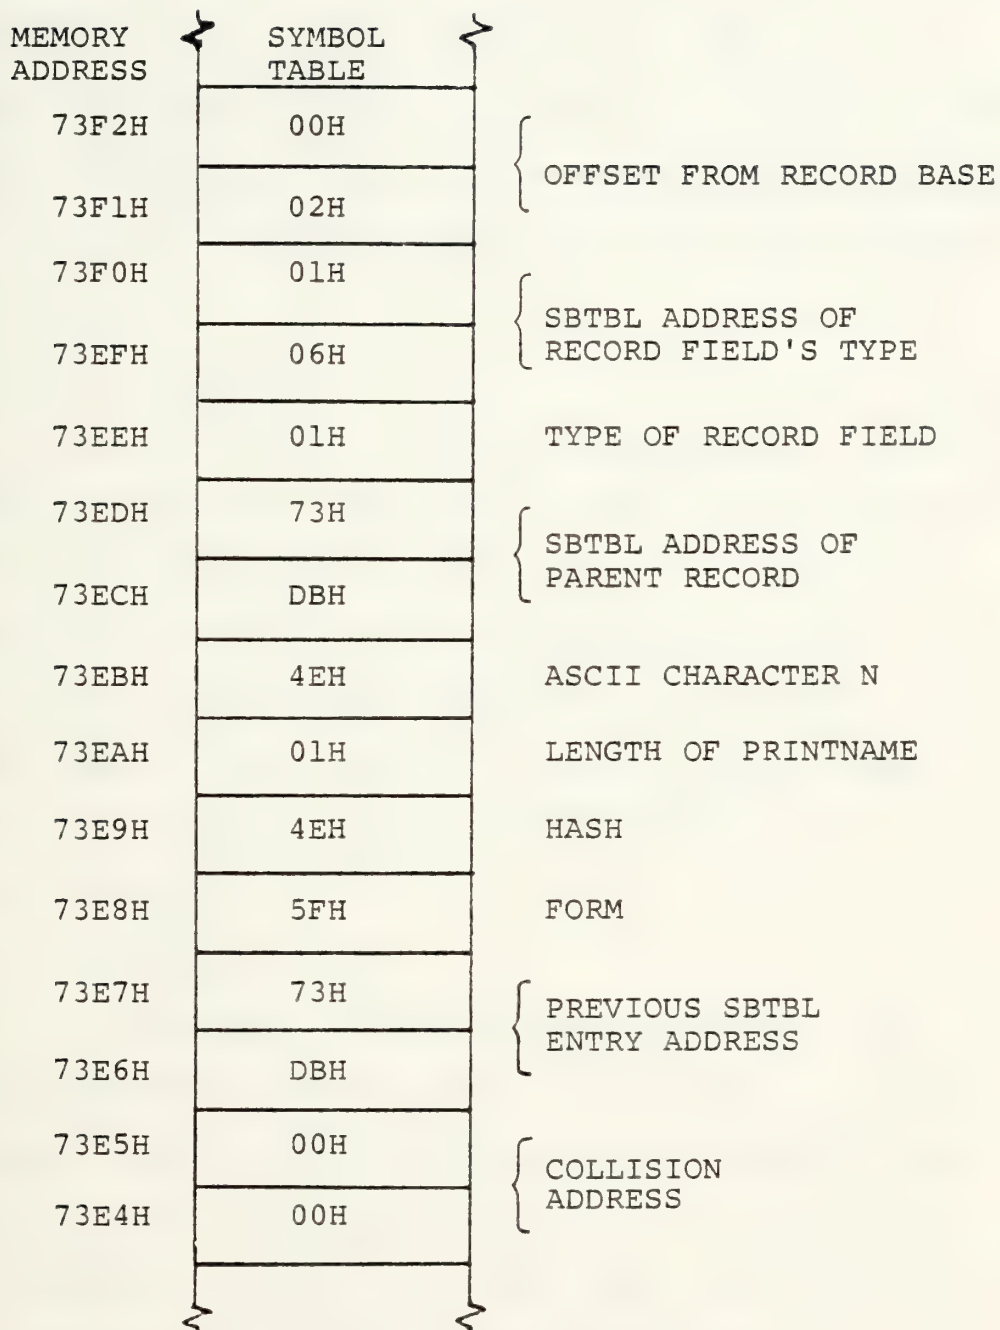 MEMORY ADDRESS
SYMBOL TABLE
73F2H 00H
OFFSET FROM RECORD BASE
73F1H 02H
73F0H 01H
SBTBL ADDRESS OF
RECORD FIELD'S TYPE
73EFH 06H
73EEH 01H TYPE OF RECORD FIELD
73EDH 73H
SBTBL ADDRESS OF
PARENT RECORD
73ECH DBH
73EBH 4EH ASCII CHARACTER N
73EAH 01H LENGTH OF PRINTNAME
73E9H 4EH HASH
73E8H 5FH FORM
73E7H 73H
PREVIOUS SBTBL
ENTRY ADDRESS
73E6H DBH
73E5H 00H
COLLISION
ADDRESS
73E4H 00H